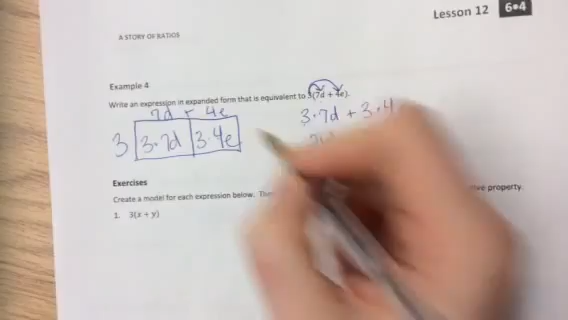 Lesson 12 6•4
A STORY OF RATIOS
Example 4
Write an expression in expanded form that is equivalent to 3(7d + 4e).
7d + 4e
3 3·7d 3·4e
3·7d + 3·4
Exercises
Create a model for each expression below. property.
1. 3(x + y)